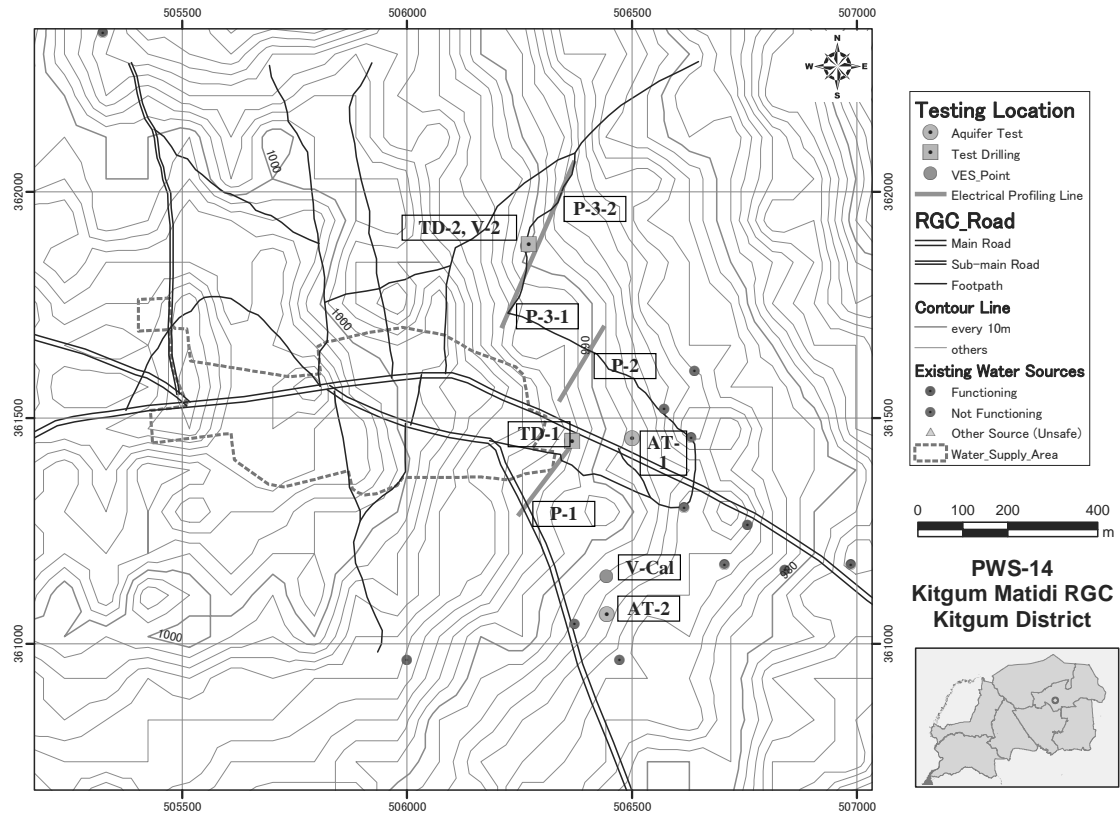 505500
506000
506500
507000
N
W
E
S
362000
361500
361000
362000
361500
361000
1000
1000
1000
990
980
P-3-2
TD-2, V-2
P-3-1
P-2
TD-1
AT-
1
P-1
V-Cal
AT-2
505500
506000
506500
507000
Testing Location
Aquifer Test
Test Drilling
VES_Point
Electrical Profiling Line
RGC_Road
Main Road
Sub-main Road
Footpath
Contour Line
every 10m
others
Existing Water Sources
Functioning
Not Functioning
Other Source (Unsafe)
Water_Supply_Area
0 100 200 400
m
PWS-14
Kitgum Matidi RGC
Kitgum District